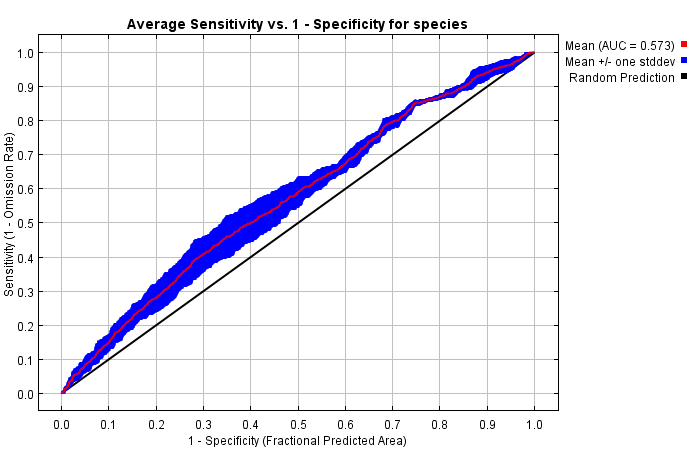 Average Sensitivity vs. 1 - Specificity for species
Mean (AUC = 0.573)
Mean +/- one stddev
Random Prediction
Sensitivity (1 - Omission Rate)
1.0
0.9
0.8
0.7
0.6
0.5
0.4
0.3
0.2
0.1
0.0
0.0 0.1 0.2 0.3 0.4 0.5 0.6 0.7 0.8 0.9 1.0
1 - Specificity (Fractional Predicted Area)